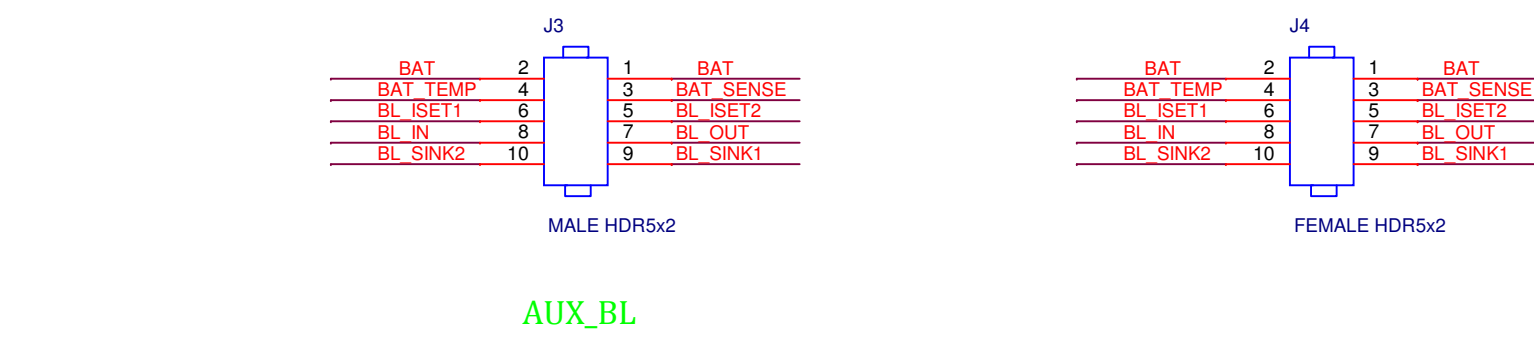 J3 J4
BAT 2 1 BAT BAT 2 1 BAT
BAT_TEMP 4 3 BAT_SENSE BAT_TEMP 4 3 BAT_SENSE
BL_ISET1 6 5 BL_ISET2 BL_ISET1 6 5 BL_ISET2
BL_IN 8 7 BL_OUT BL_IN 8 7 BL_OUT
BL_SINK2 10 9 BL_SINK1 BL_SINK2 10 9 BL_SINK1
MALE HDR5x2 FEMALE HDR5x2
AUX_BL